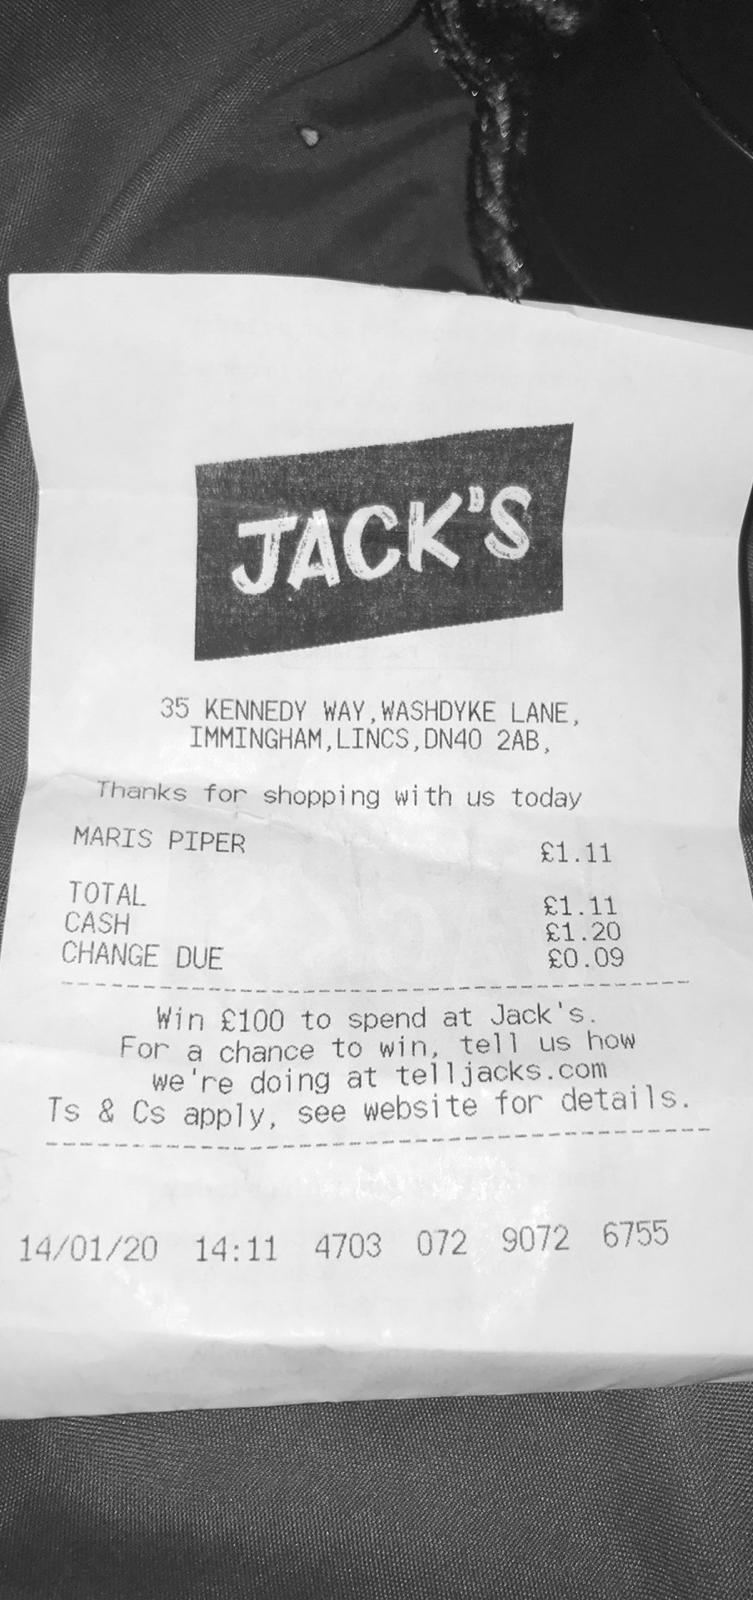 JACK'S
35 KENNEDY WAY,WASHDYKE LANE,
IMMINGHAM,LINCS,DN40 2AB,
Thanks for shopping with us today
MARIS PIPER £1.11
TOTAL £1.11
CASH £1.20
CHANGE DUE £0.09
Win £100 to spend at Jack's.
For a chance to win, tell us how
we're doing at telljacks.com
Ts & Cs apply, see website for details.
14/01/20 14:11 4703 072 9072 6755